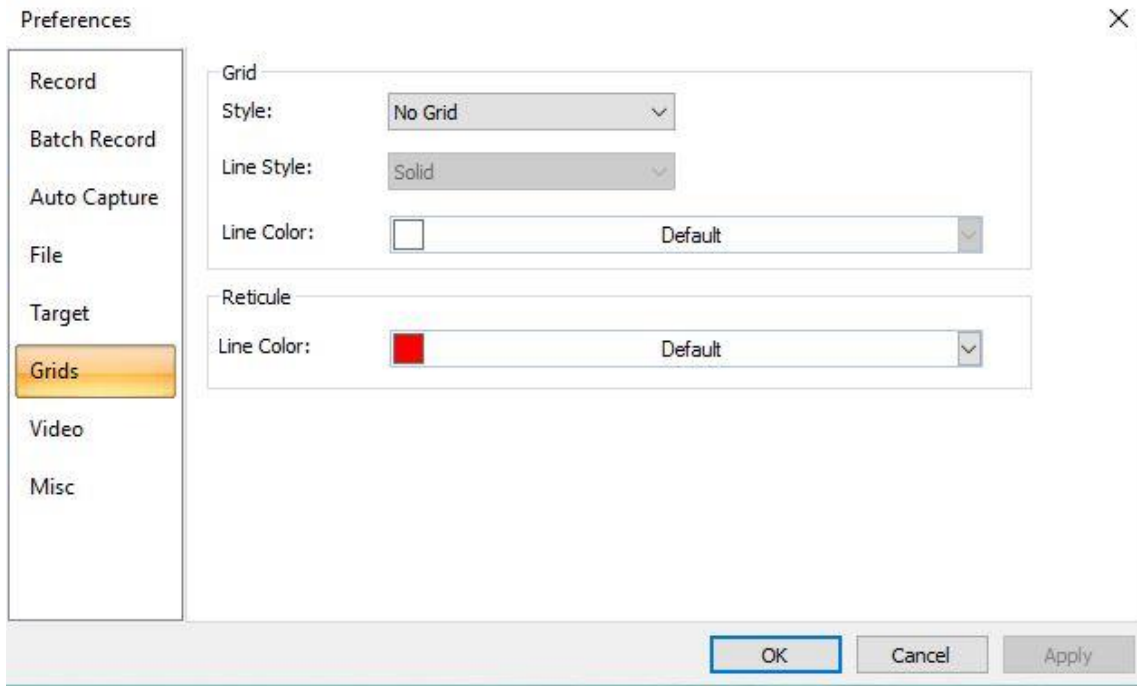 Preferences
Record
Batch Record
Auto Capture
File
Target
Grids
Video
Misc
Grid
Style:
No Grid
Line Style:
Solid
Line Color:
Default
Reticule
Line Color:
Default
OK
Cancel
Apply